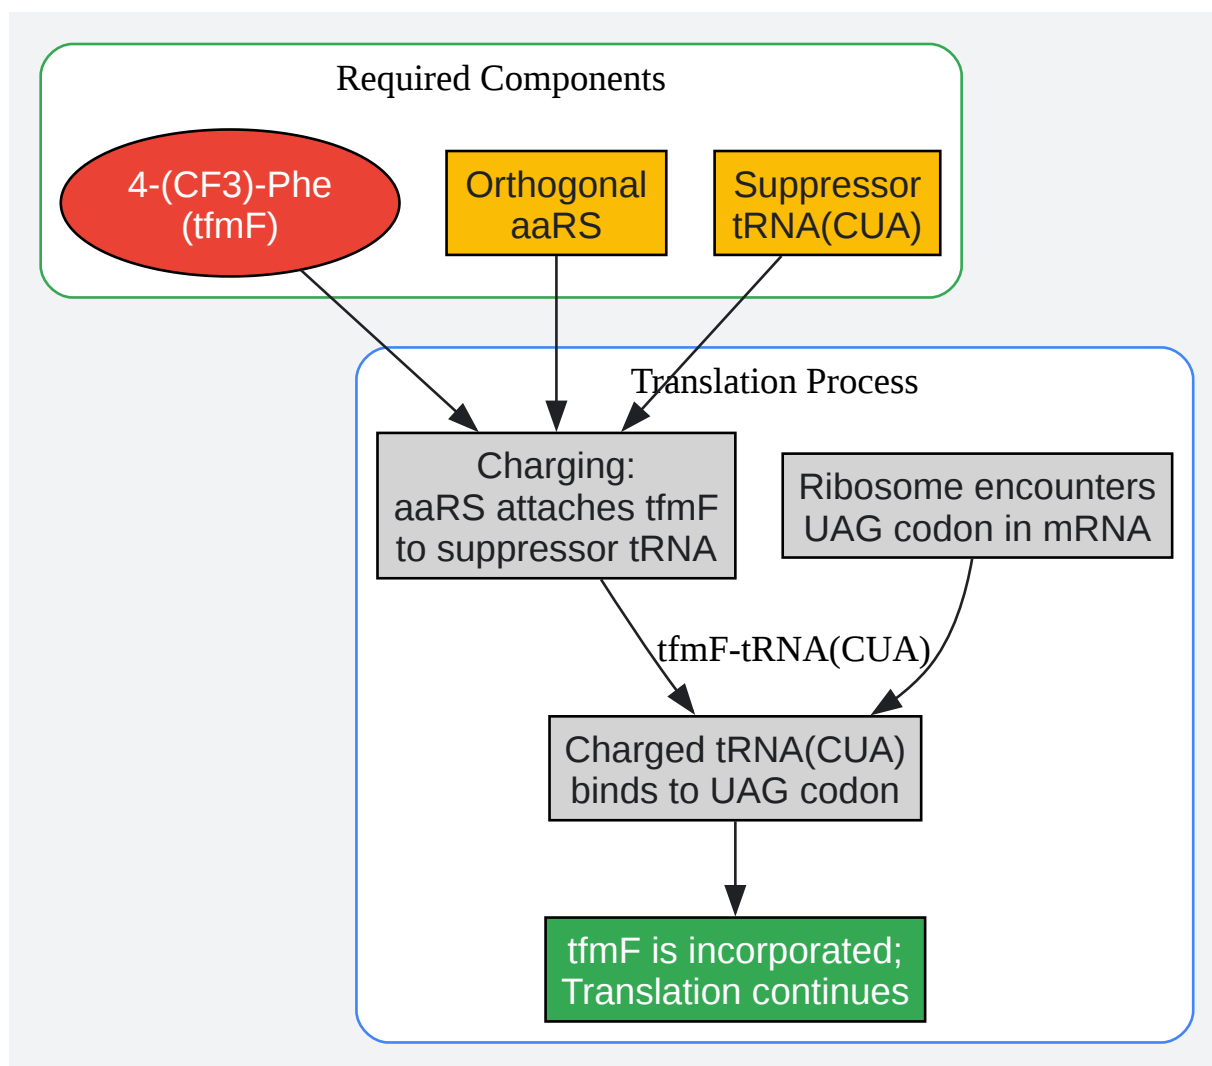 Required Components
4-(CF3)-Phe
(tfmF)
Orthogonal
aaRS
Suppressor
tRNA(CUA)
Translation Process
Charging:
aaRS attaches tfmF
to suppressor tRNA
Ribosome encounters
UAG codon in mRNA
tfmF-tRNA(CUA)
Charged tRNA(CUA)
binds to UAG codon
tfmF is incorporated;
Translation continues